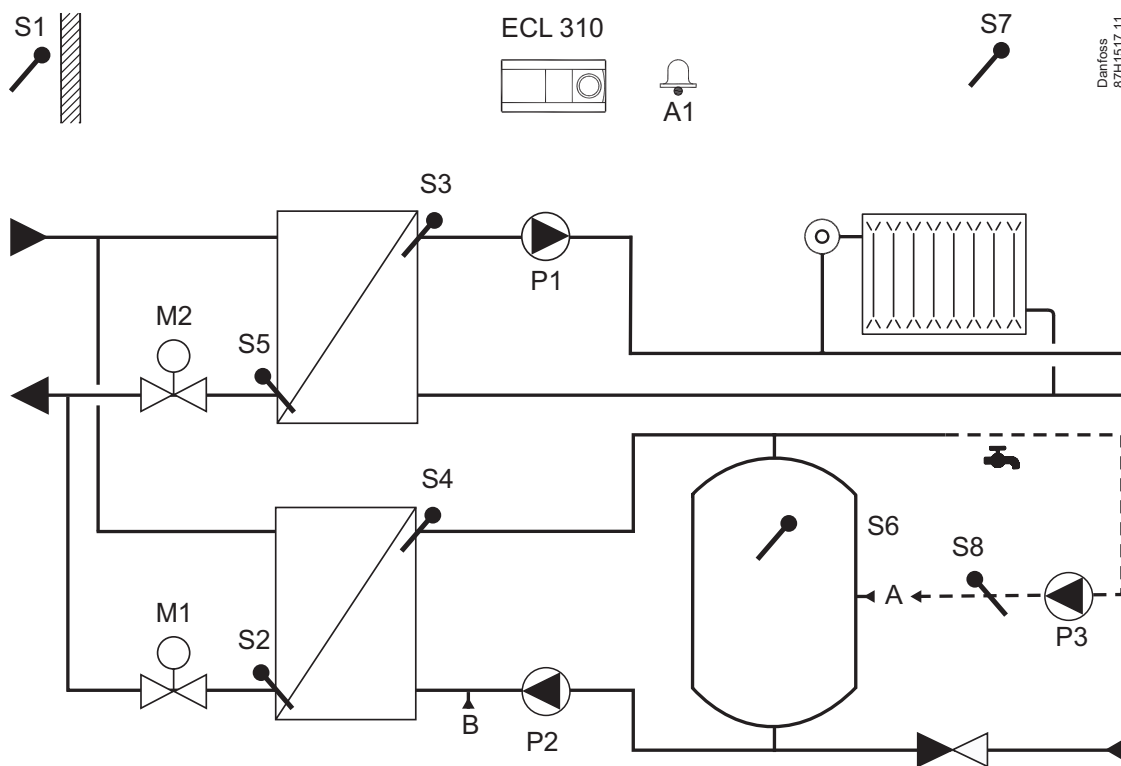 S1
ECL 310
S7
Danfoss
87H1517.11
A1
S3
P1
M2
S5
S4
S6
S8
A
M1
S2
P3
B
P2